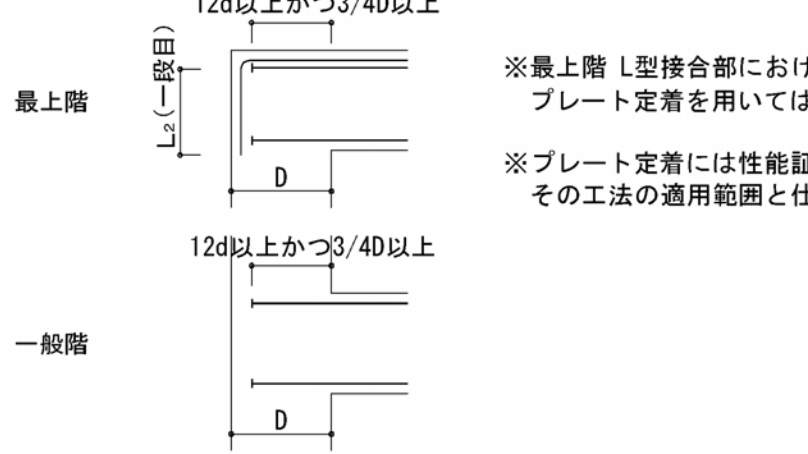 12d以上かつ3/4D以上
L₂(一段目)
最上階
D
※最上階 L型接合部におけ
プレート定着を用いては
※プレート定着には性能証
その工法の適用範囲と仕
12d以上かつ3/4D以上
一般階
D